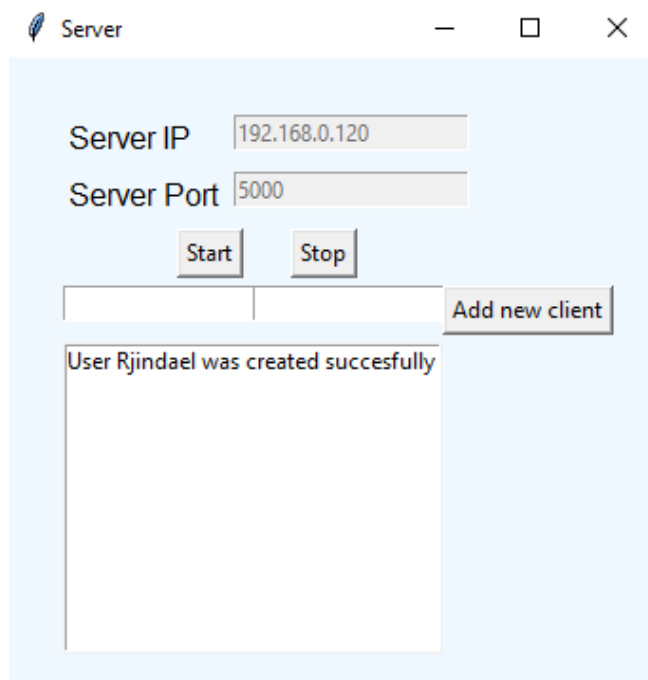 Server
Server IP 192.168.0.120
Server Port 5000
Start Stop
Add new client
User Rjindael was created succesfully